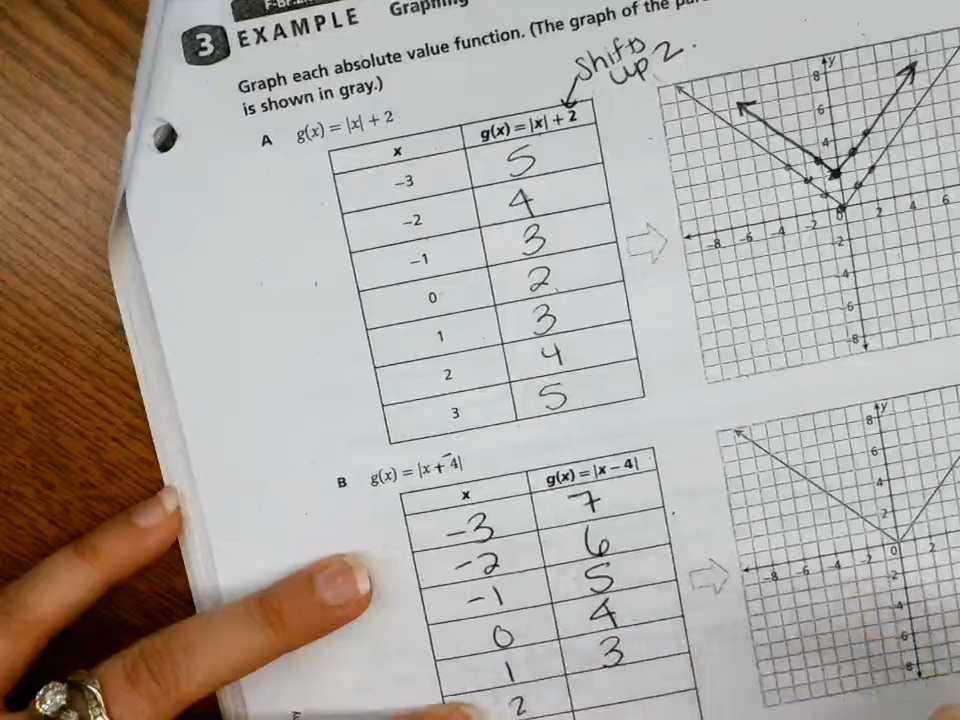 3 EXAMPLE Graphing
Graph each absolute value function. (The graph of the
is shown in gray.)
Shifts
up 2.
A g(x) = |x| + 2
x g(x) = |x| + 2
−3 5
−2 4
−1 3
0 2
1 3
2 4
3 5
y
8
6
4
2
0
-8 -6 -4 -2 2 4 6
-2
-4
-6
-8
B g(x) = |x + 4|
x g(x) = |x − 4|
-3 7
-2 6
-1 5
0 4
1 3
2
y
8
6
4
2
0
-8 -6 -4 -2 2
2
4
6
8